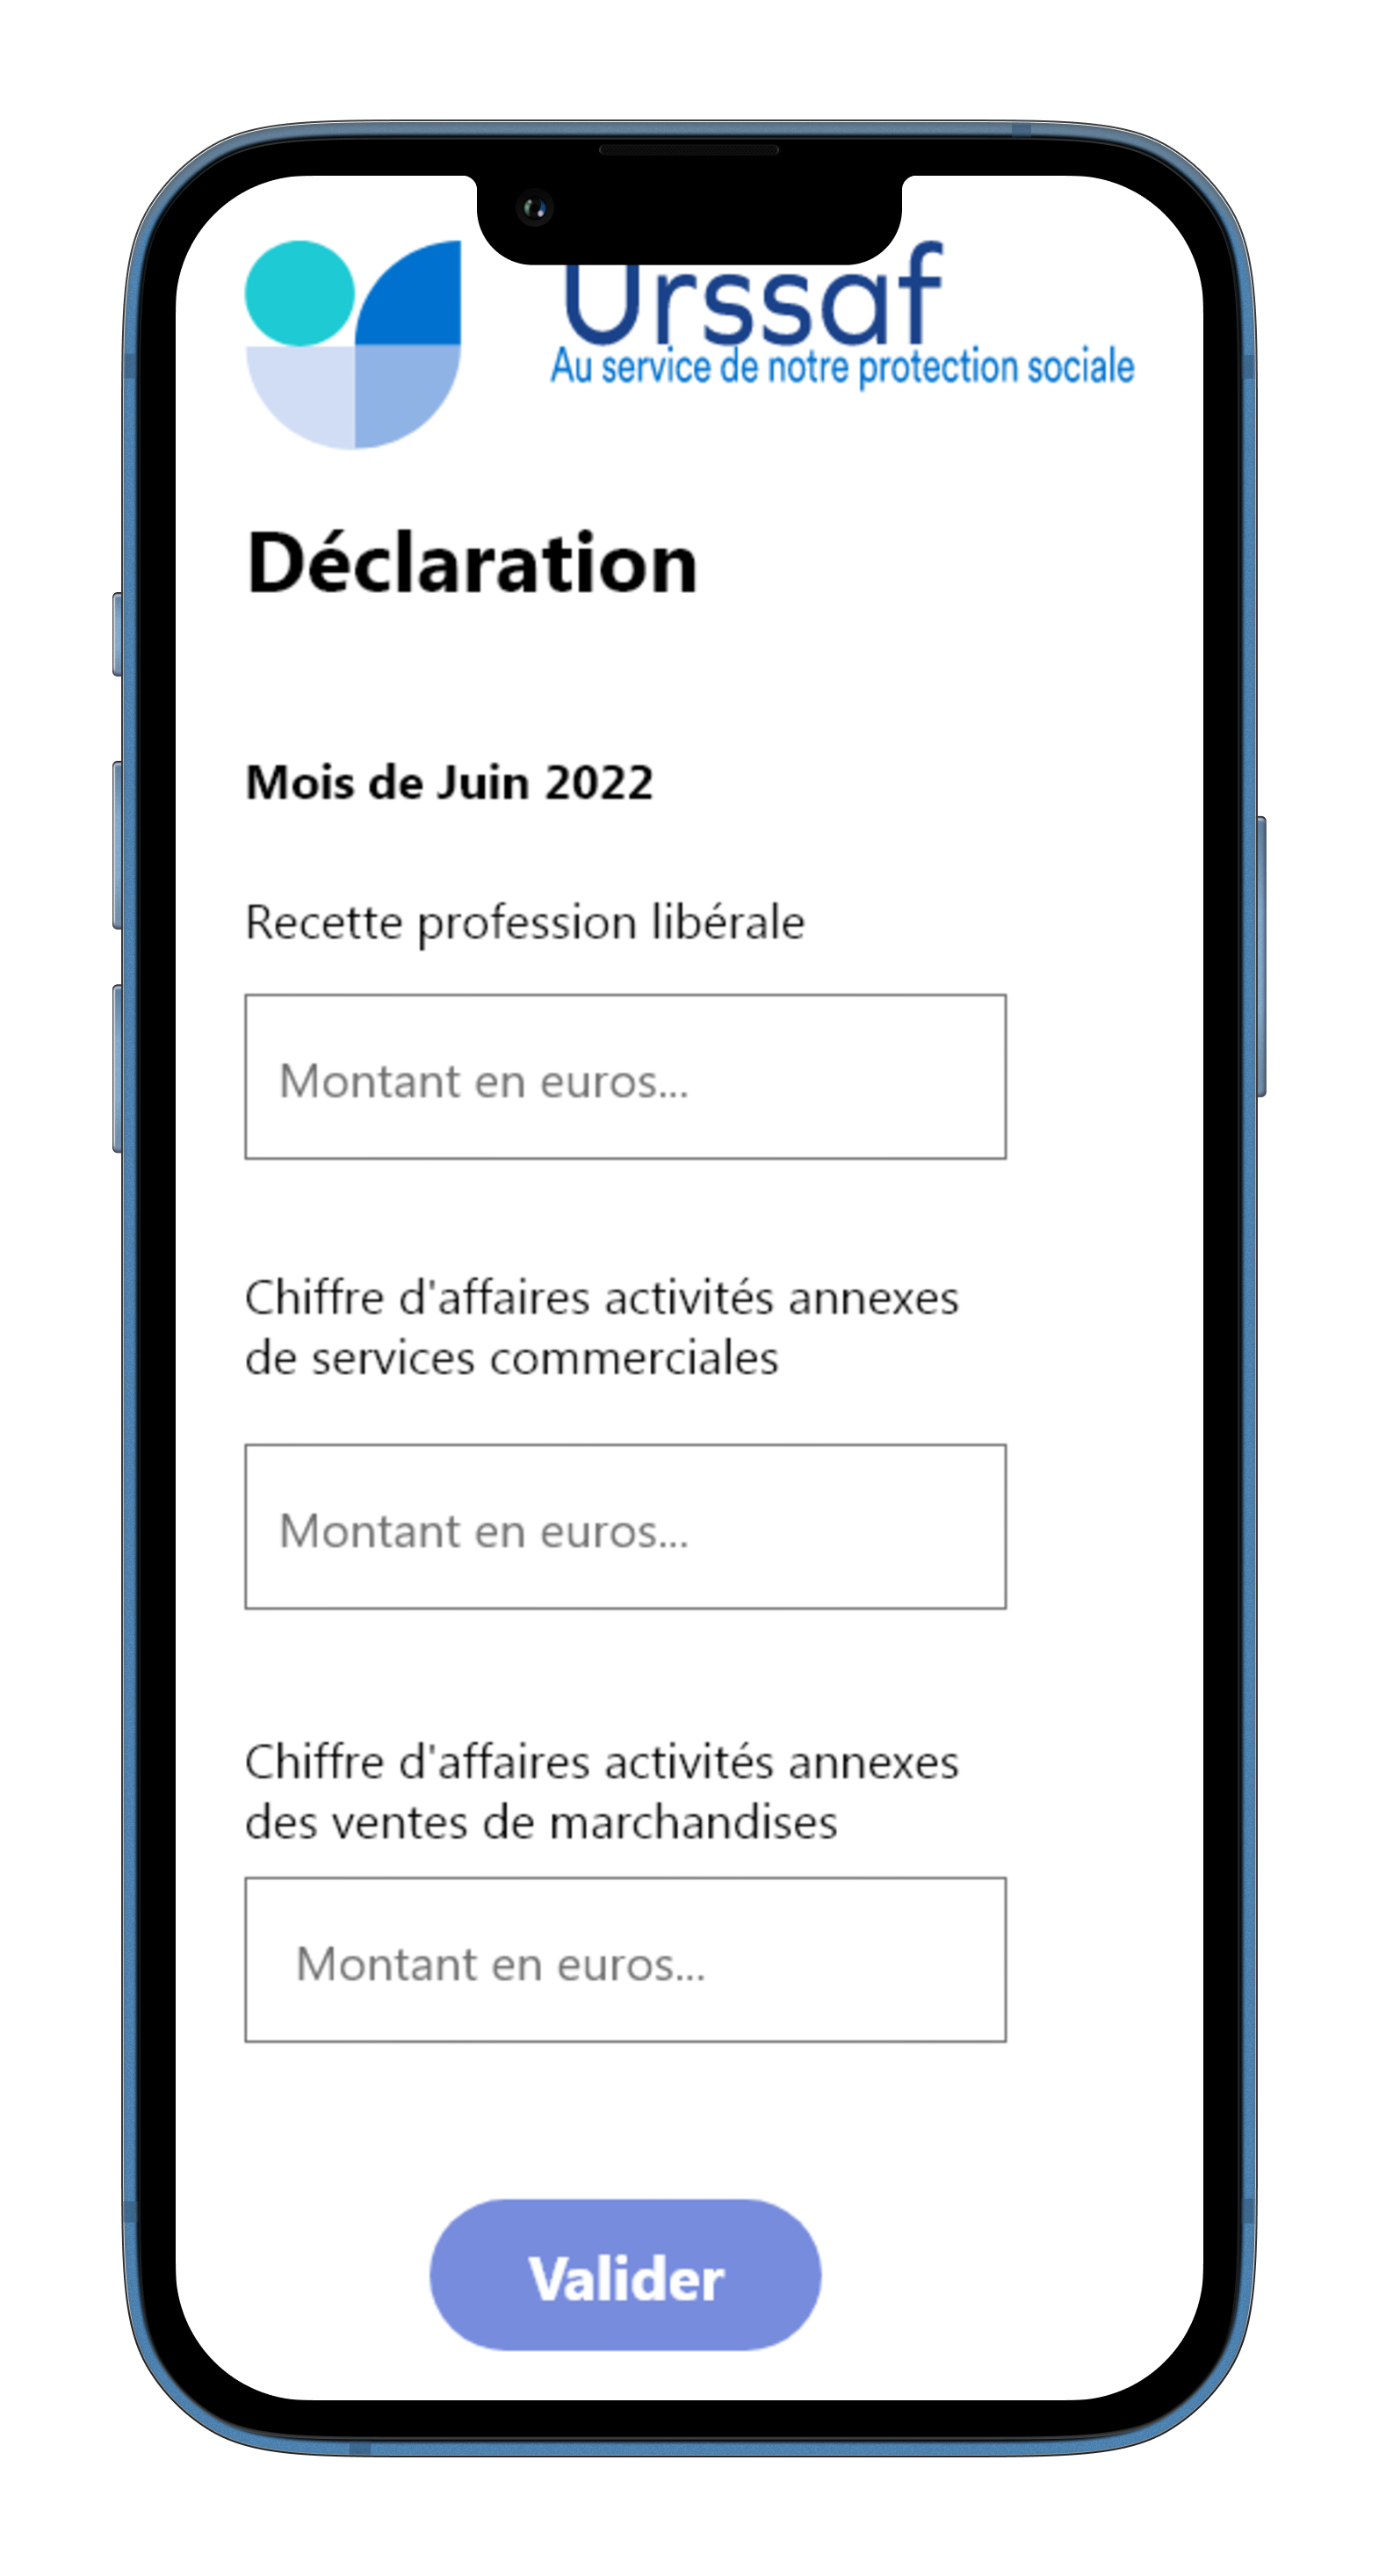 Urssaf
Au service de notre protection sociale
Déclaration
Mois de Juin 2022
Recette profession libérale
Montant en euros...
Chiffre d'affaires activités annexes
de services commerciales
Montant en euros...
Chiffre d'affaires activités annexes
des ventes de marchandises
Montant en euros...
Valider